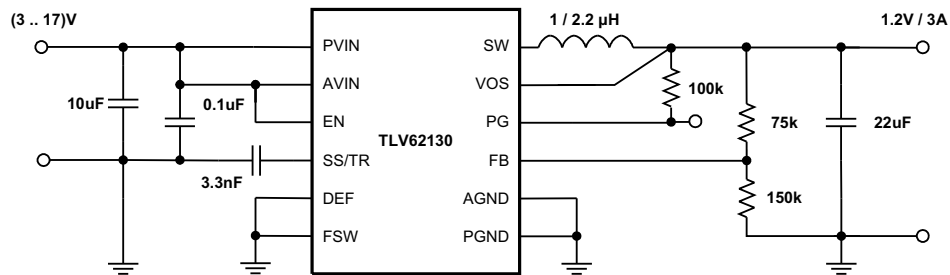 (3 .. 17)V
1 / 2.2 µH
1.2V / 3A
PVIN
SW
AVIN
VOS
100k
10uF
0.1uF
EN
PG
75k
22uF
TLV62130
SS/TR
FB
3.3nF
DEF
AGND
150k
FSW
PGND